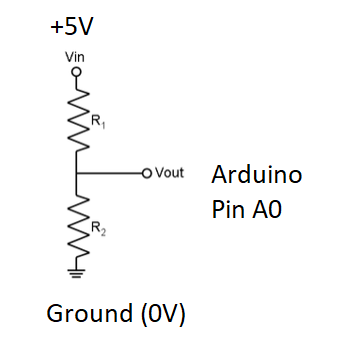 +5V
Vin
R1
Vout
Arduino
Pin A0
R2
Ground (0V)